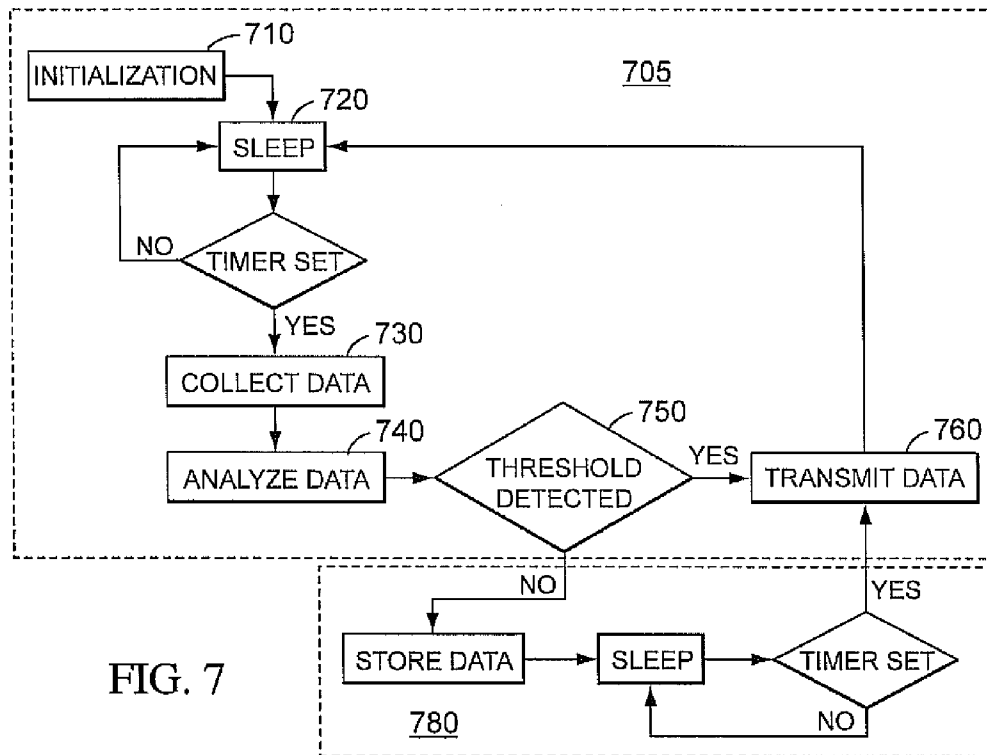 710
INITIALIZATION
705
720
SLEEP
NO
TIMER SET
YES
730
COLLECT DATA
740
ANALYZE DATA
750
THRESHOLD
DETECTED
YES
760
TRANSMIT DATA
NO
YES
STORE DATA
SLEEP
TIMER SET
NO
780
FIG. 7